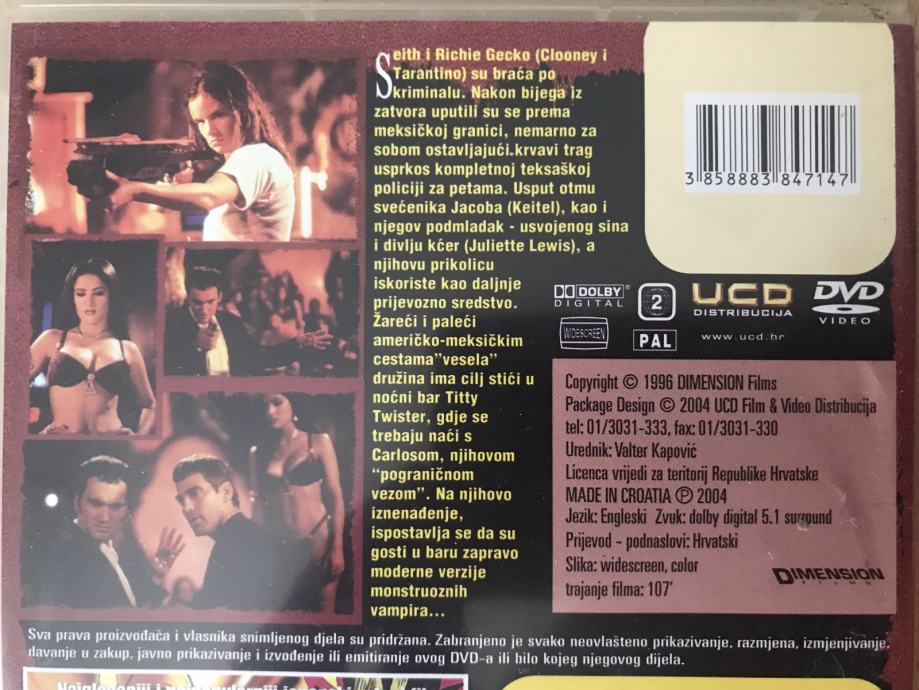 Seith i Richie Gecko (Clooney i
Tarantino) su braća po
kriminalu. Nakon bijega iz
zatvora uputili su se prema
meksičkoj granici, nemarno za
sobom ostavljajući.krvavi trag
usprkos kompletnoj teksaškoj
policiji za petama. Usput otmu
svećenika Jacoba (Keitel), kao i
njegov podmladak - usvojenog sina
i divlju kćer (Juliette Lewis), a
njihovu prikolicu
iskoriste kao daljnje
prijevozno sredstvo.
Žareći i paleći
američko-meksičkim
cestama"vesela"
družina ima cilj stići u
noćni bar Titty
Twister, gdje se
trebaju naći s
Carlosom, njihovom
"pograničnom
vezom". Na njihovo
iznenađenje,
ispostavlja se da su
gosti u baru zapravo
moderne verzije
monstruoznih
vampira...
3 858883 847147
DOLBY
DIGITAL
2
UCD
DISTRIBUCIJA
DVD
VIDEO
WIDESCREEN
PAL
www.ucd.hr
Copyright © 1996 DIMENSION Films
Package Design © 2004 UCD Film & Video Distribucija
tel: 01/3031-333, fax: 01/3031-330
Urednik: Valter Kapović
Licenca vrijedi za teritorij Republike Hrvatske
MADE IN CROATIA Ⓟ 2004
Jezik: Engleski Zvuk: dolby digital 5.1 surround
Prijevod - podnaslovi: Hrvatski
Slika: widescreen, color
trajanje filma: 107'
DIMENSION
FILMS
Sva prava proizvođača i vlasnika snimljenog djela su pridržana. Zabranjeno je svako neovlašteno prikazivanje, razmjena, izmjenjivanje,
davanje u zakup, javno prikazivanje i izvođenje ili emitiranje ovog DVD-a ili bilo kojeg njegovog dijela.